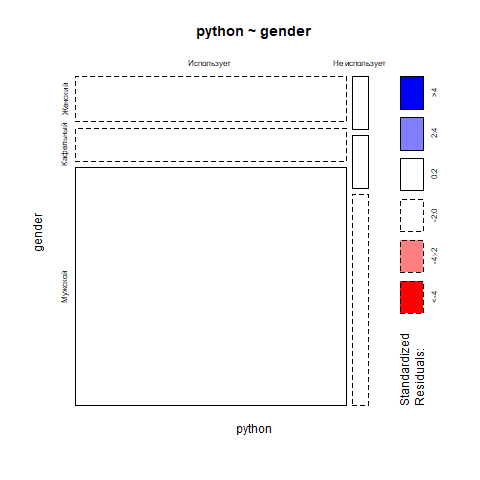 python ~ gender
Использует
Не использует
Женский
Кафельный
Мужской
gender
python
>4
2:4
0:2
-2:0
-4:-2
<-4
Standardized
Residuals: